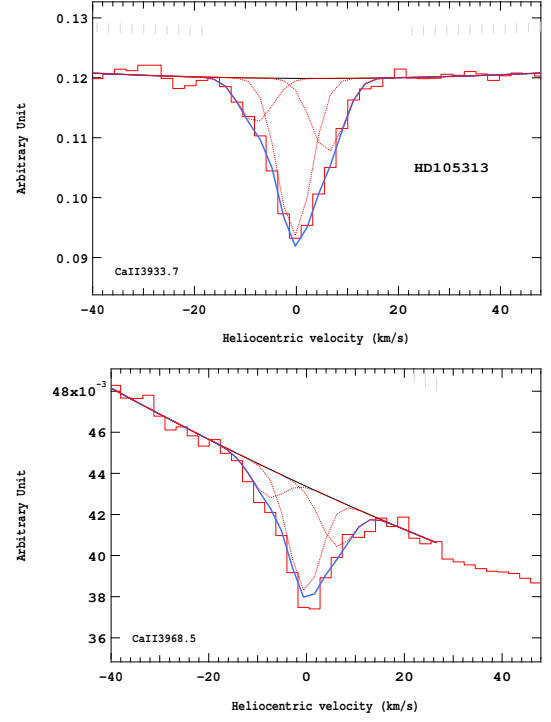 0.13
0.12
0.11
0.10
0.09
Arbitrary Unit
HD105313
CaII3933.7
-40 -20 0 20 40
Heliocentric velocity (km/s)
48x10-3
46
44
42
40
38
36
Arbitrary Unit
CaII3968.5
-40 -20 0 20 40
Heliocentric velocity (km/s)